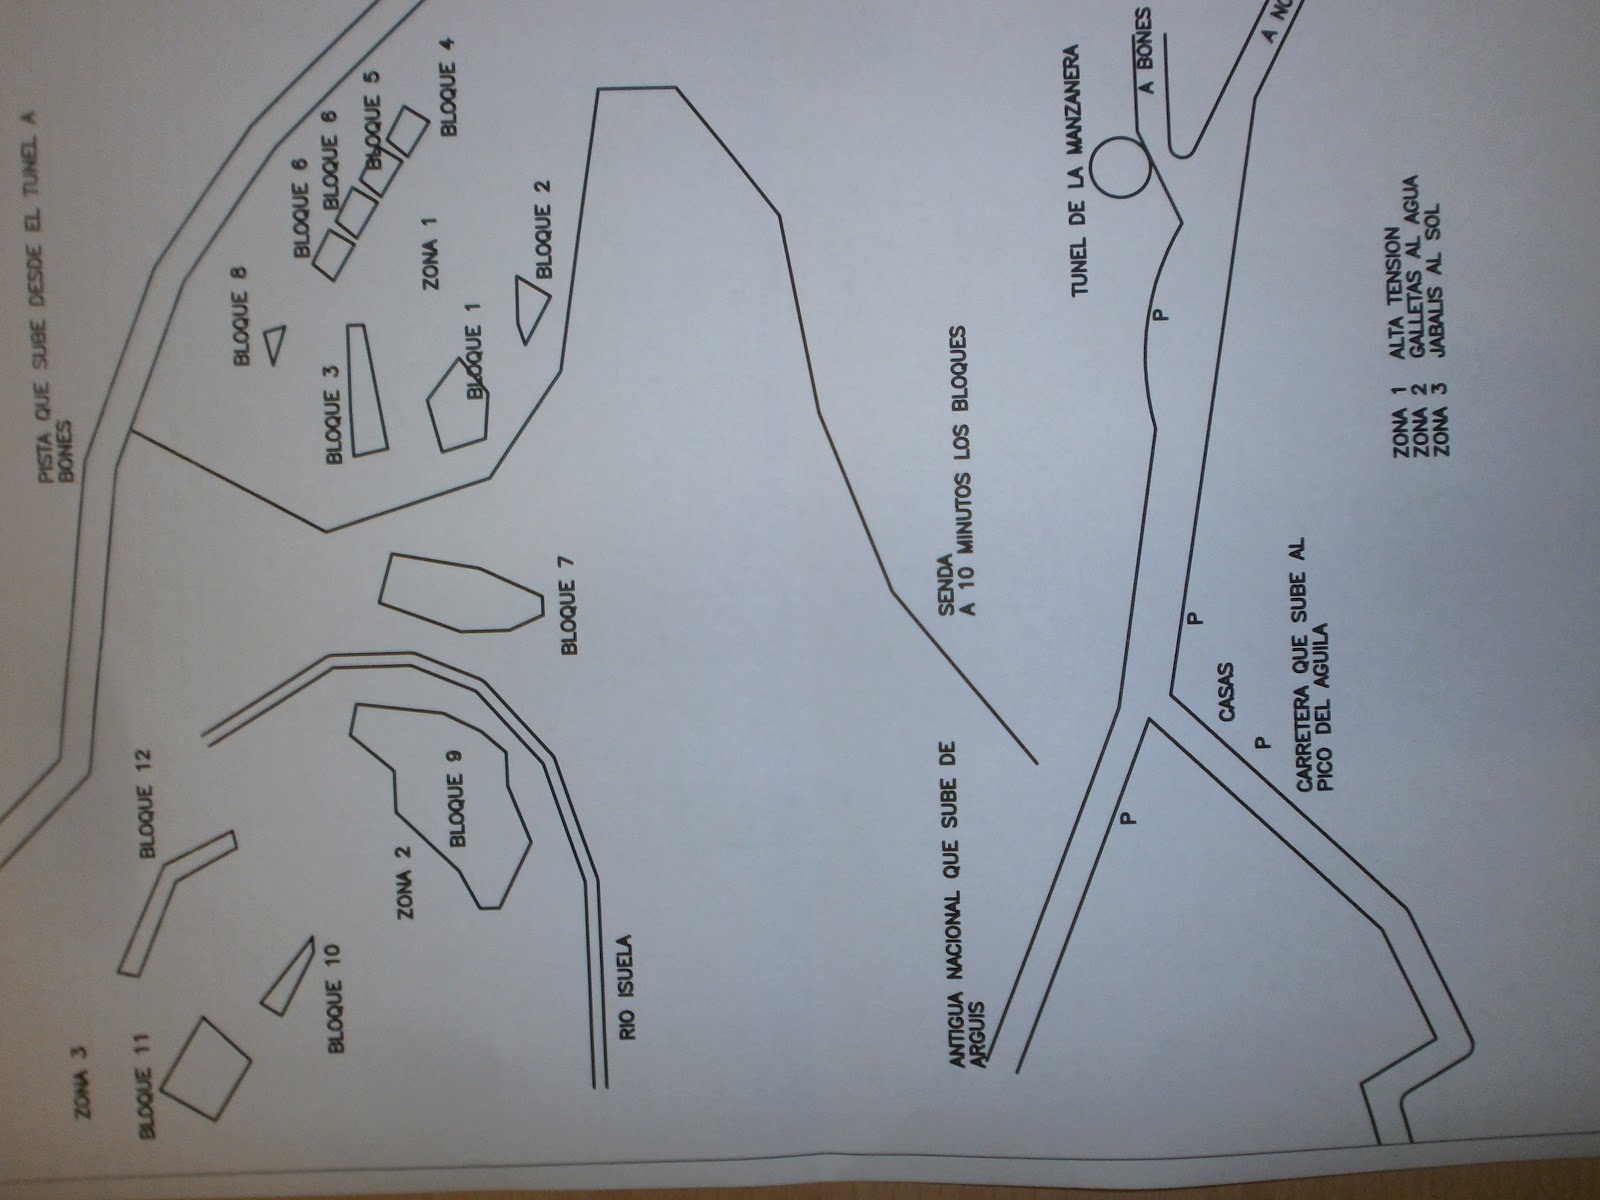 PISTA QUE SUBE DESDE EL TUNEL A
BONES
ZONA 3
BLOQUE 11
BLOQUE 12
BLOQUE 10
ZONA 2
BLOQUE 9
RIO ISUELA
BLOQUE 7
BLOQUE 8
BLOQUE 3
BLOQUE 6
BLOQUE 6
BLOQUE 5
BLOQUE 4
ZONA 1
BLOQUE 1
BLOQUE 2
SENDA
A 10 MINUTOS LOS BLOQUES
ANTIGUA NACIONAL QUE SUBE DE
ARGUIS
TUNEL DE LA MANZANERA
A BONES
A NO
P
P
P
CASAS
P
CARRETERA QUE SUBE AL
PICO DEL AGUILA
ZONA 1 ALTA TENSION
ZONA 2 GALLETAS AL AGUA
ZONA 3 JABALIS AL SOL